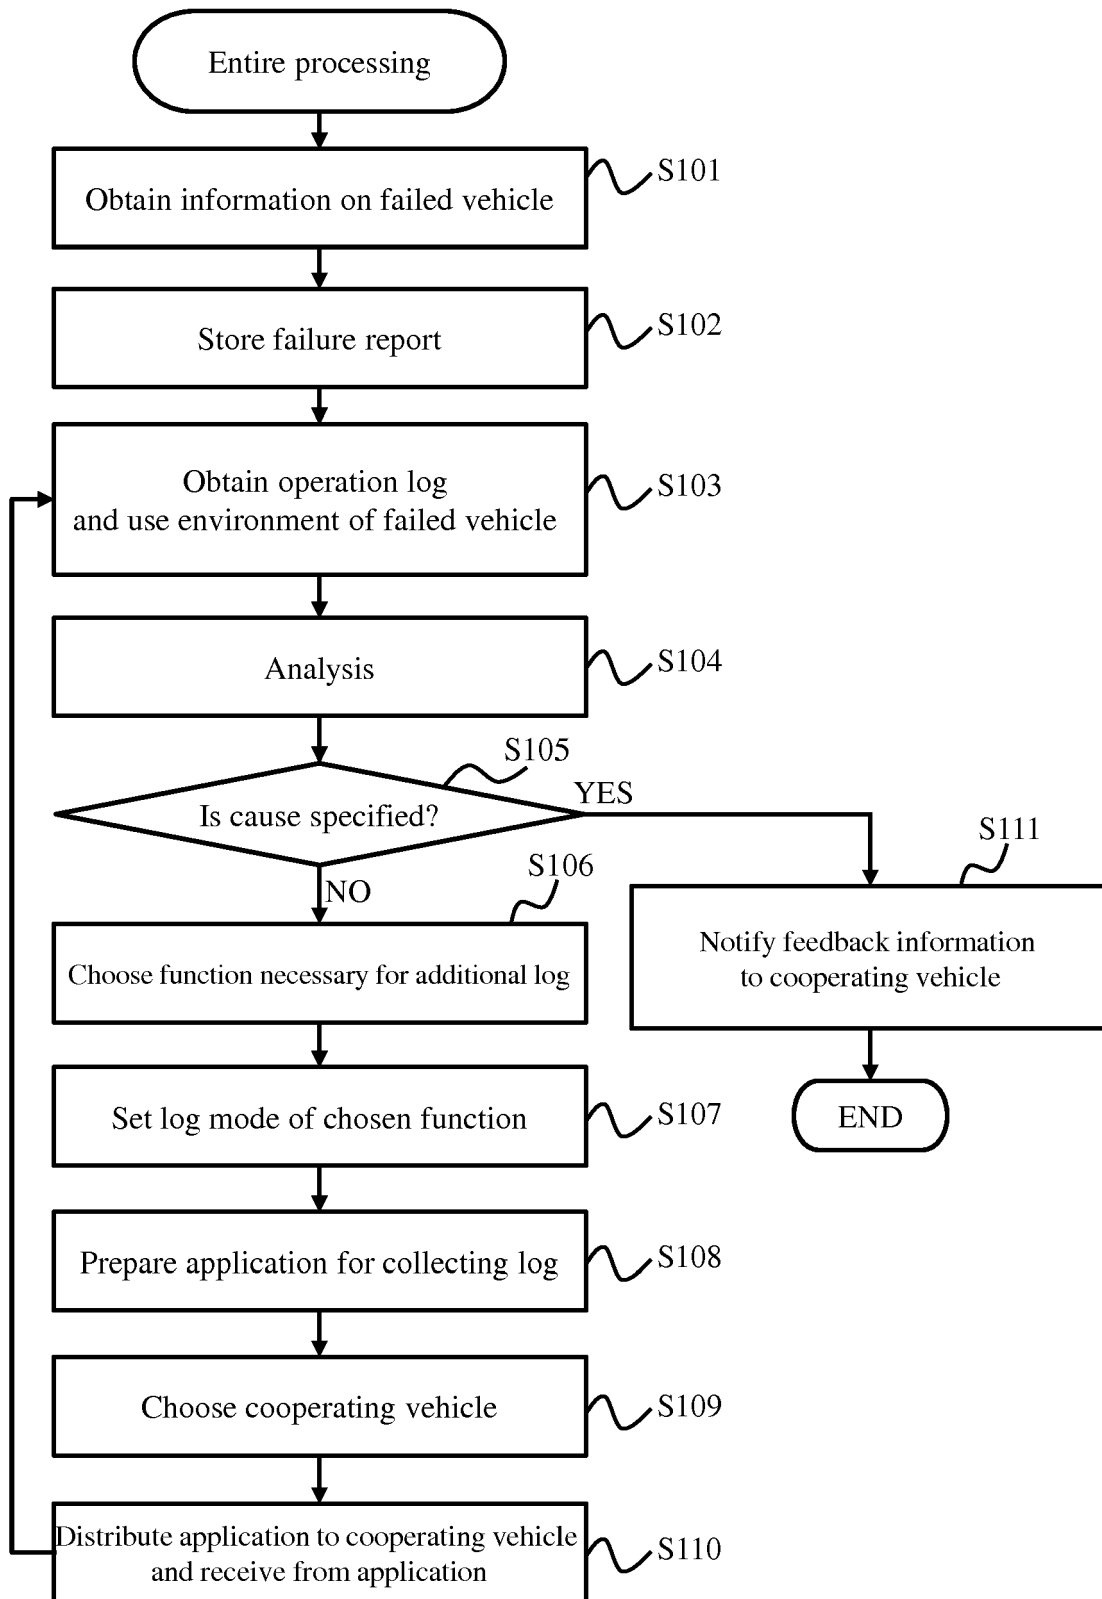 Entire processing
S101
Obtain information on failed vehicle
S102
Store failure report
Obtain operation log
and use environment of failed vehicle
S103
Analysis
S104
S105
Is cause specified?
YES
NO
S106
Choose function necessary for additional log
S111
Notify feedback information
to cooperating vehicle
END
Set log mode of chosen function
S107
Prepare application for collecting log
S108
Choose cooperating vehicle
S109
Distribute application to cooperating vehicle
and receive from application
S110